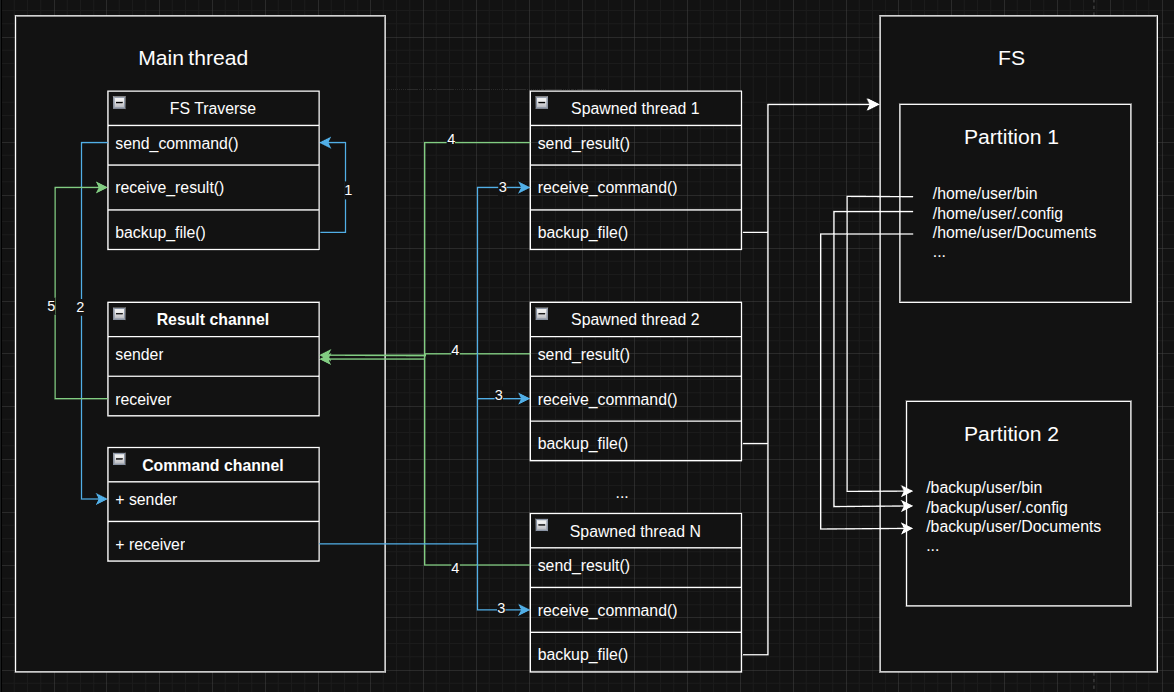 Main thread
FS Traverse
send_command()
receive_result()
backup_file()
1
5
2
Result channel
sender
receiver
Command channel
+ sender
+ receiver
4
3
4
3
4
3
Spawned thread 1
send_result()
receive_command()
backup_file()
Spawned thread 2
send_result()
receive_command()
backup_file()
...
Spawned thread N
send_result()
receive_command()
backup_file()
FS
Partition 1
/home/user/bin
/home/user/.config
/home/user/Documents
...
Partition 2
/backup/user/bin
/backup/user/.config
/backup/user/Documents
...